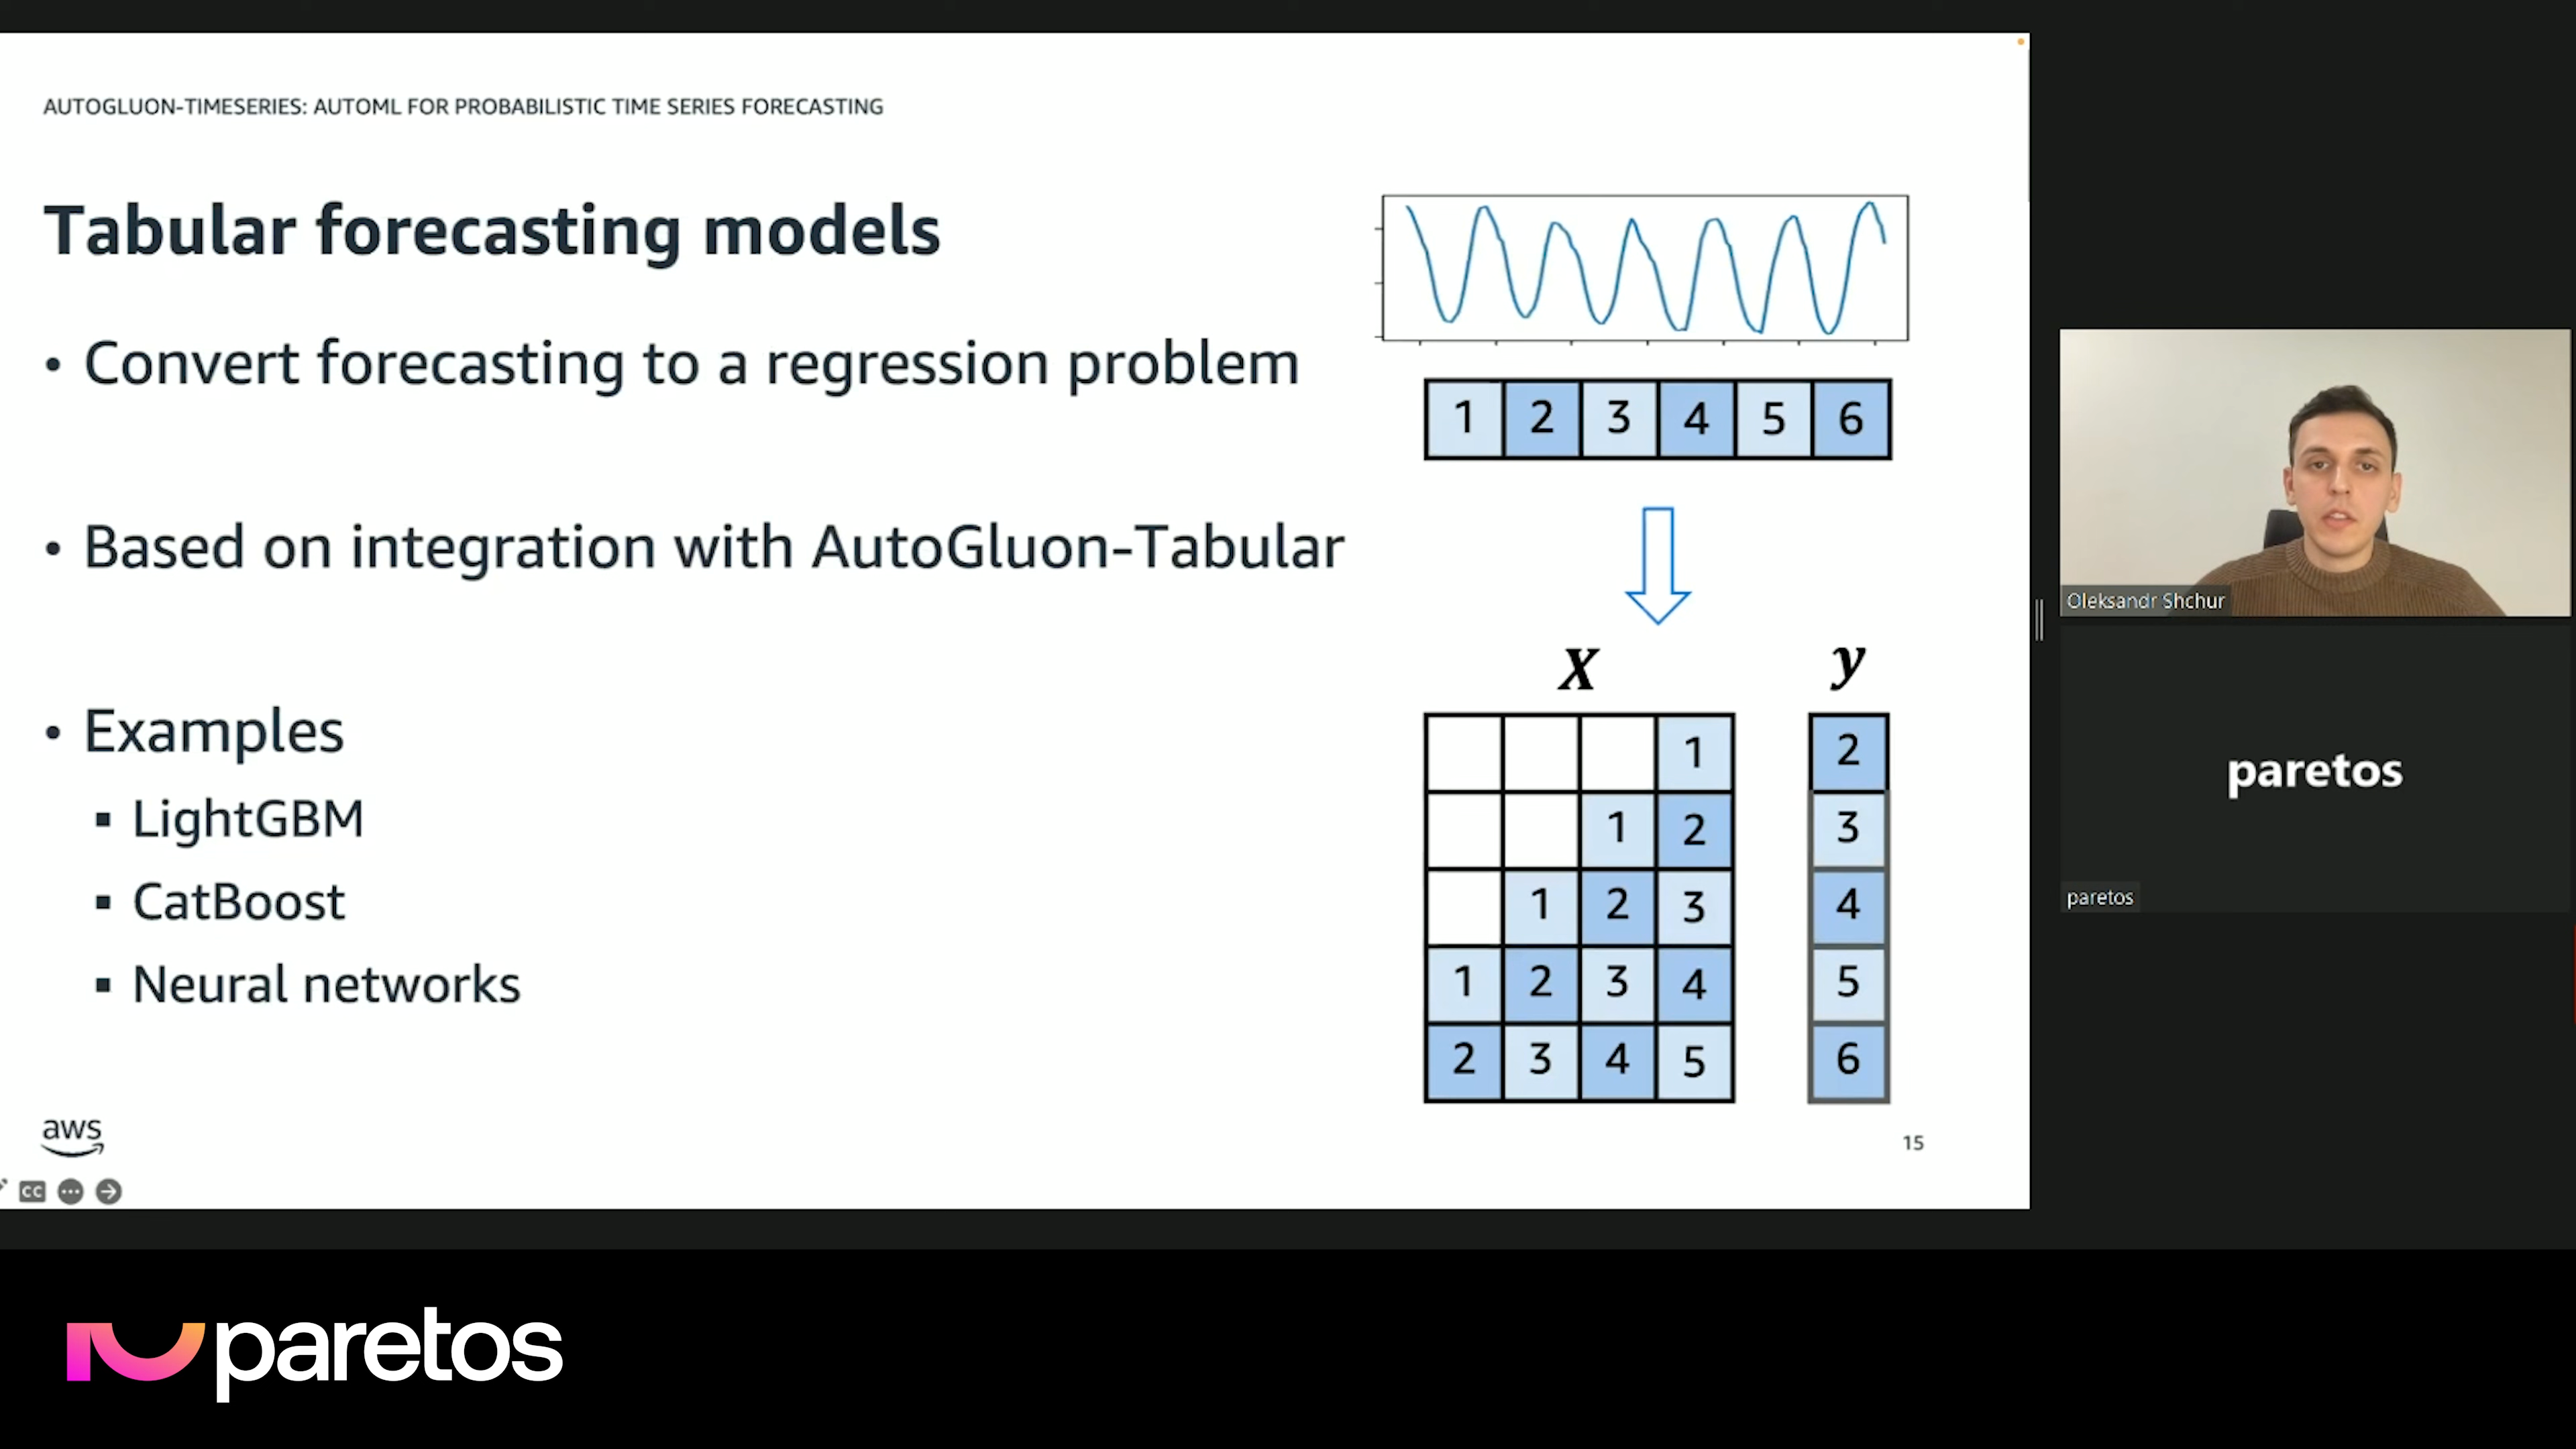 AUTOGLUON-TIMESERIES: AUTOML FOR PROBABILISTIC TIME SERIES FORECASTING
Tabular forecasting models
• Convert forecasting to a regression problem
• Based on integration with AutoGluon-Tabular
• Examples
▪ LightGBM
▪ CatBoost
▪ Neural networks
1 2 3 4 5 6
X y
1 2
1 2 3
1 2 3 4
1 2 3 4 5
2 3 4 5 6
aws
15
CC
Oleksandr Shchur
paretos
paretos
paretos